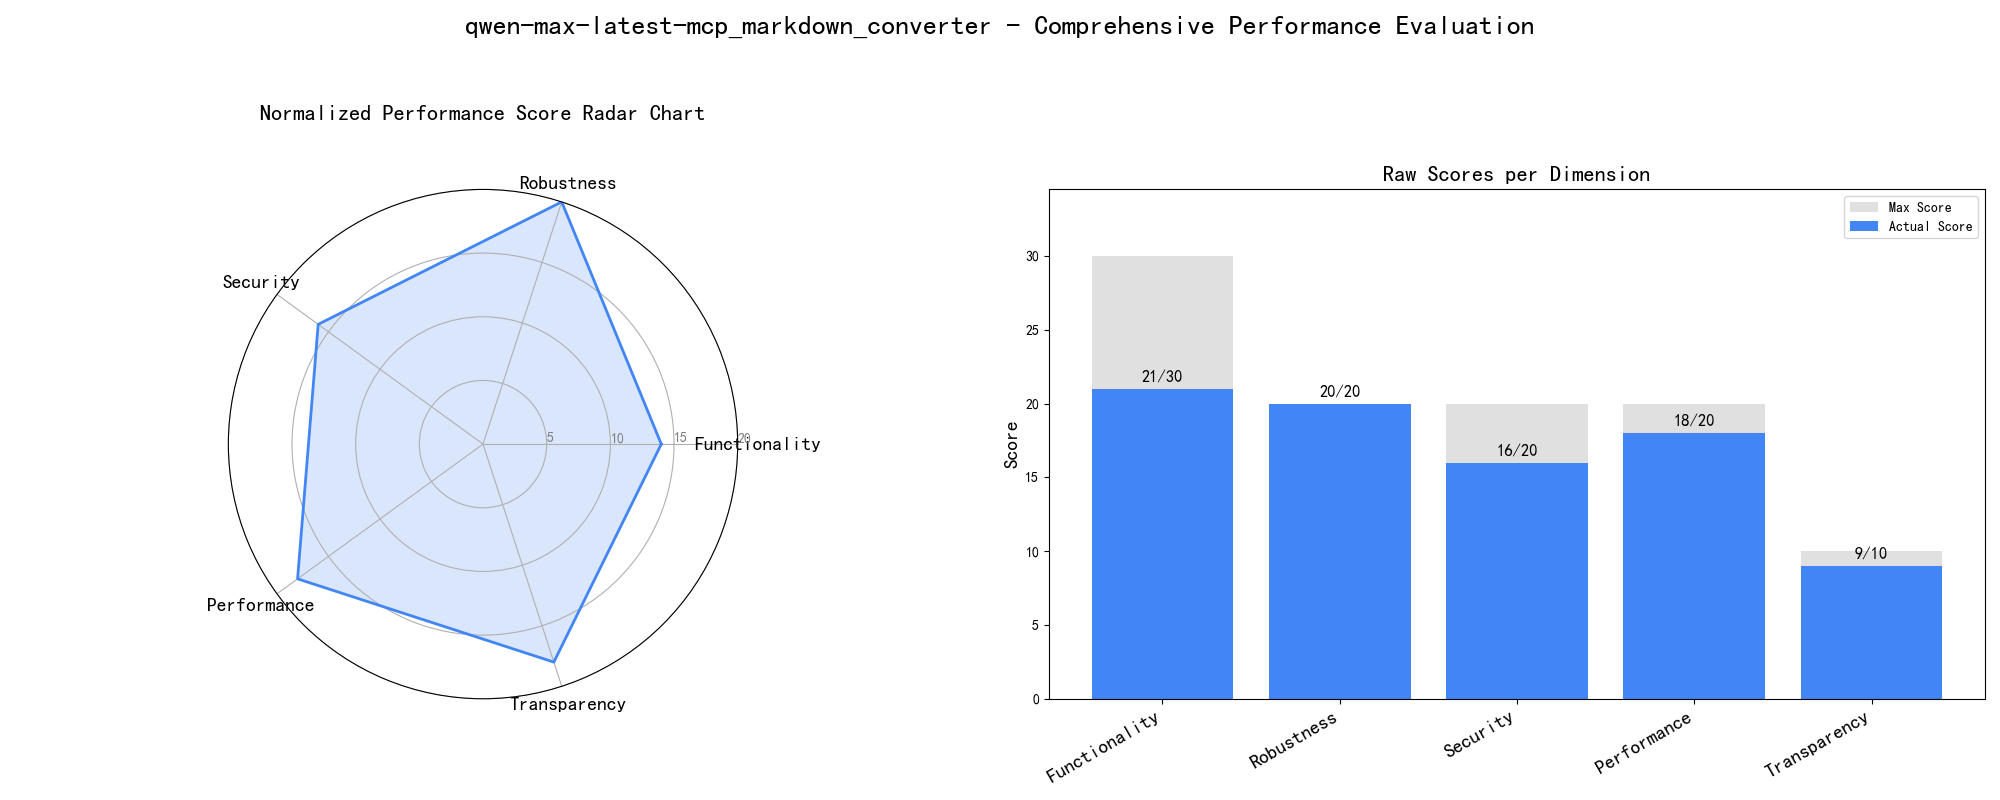 qwen-max-latest-mcp_markdown_converter - Comprehensive Performance Evaluation
Normalized Performance Score Radar Chart
Robustness
Security
Functionality
Performance
Transparency
5
10
15
20
Raw Scores per Dimension
Max Score
Actual Score
Score
30
25
20
15
10
5
0
21/30
20/20
16/20
18/20
9/10
Functionality
Robustness
Security
Performance
Transparency